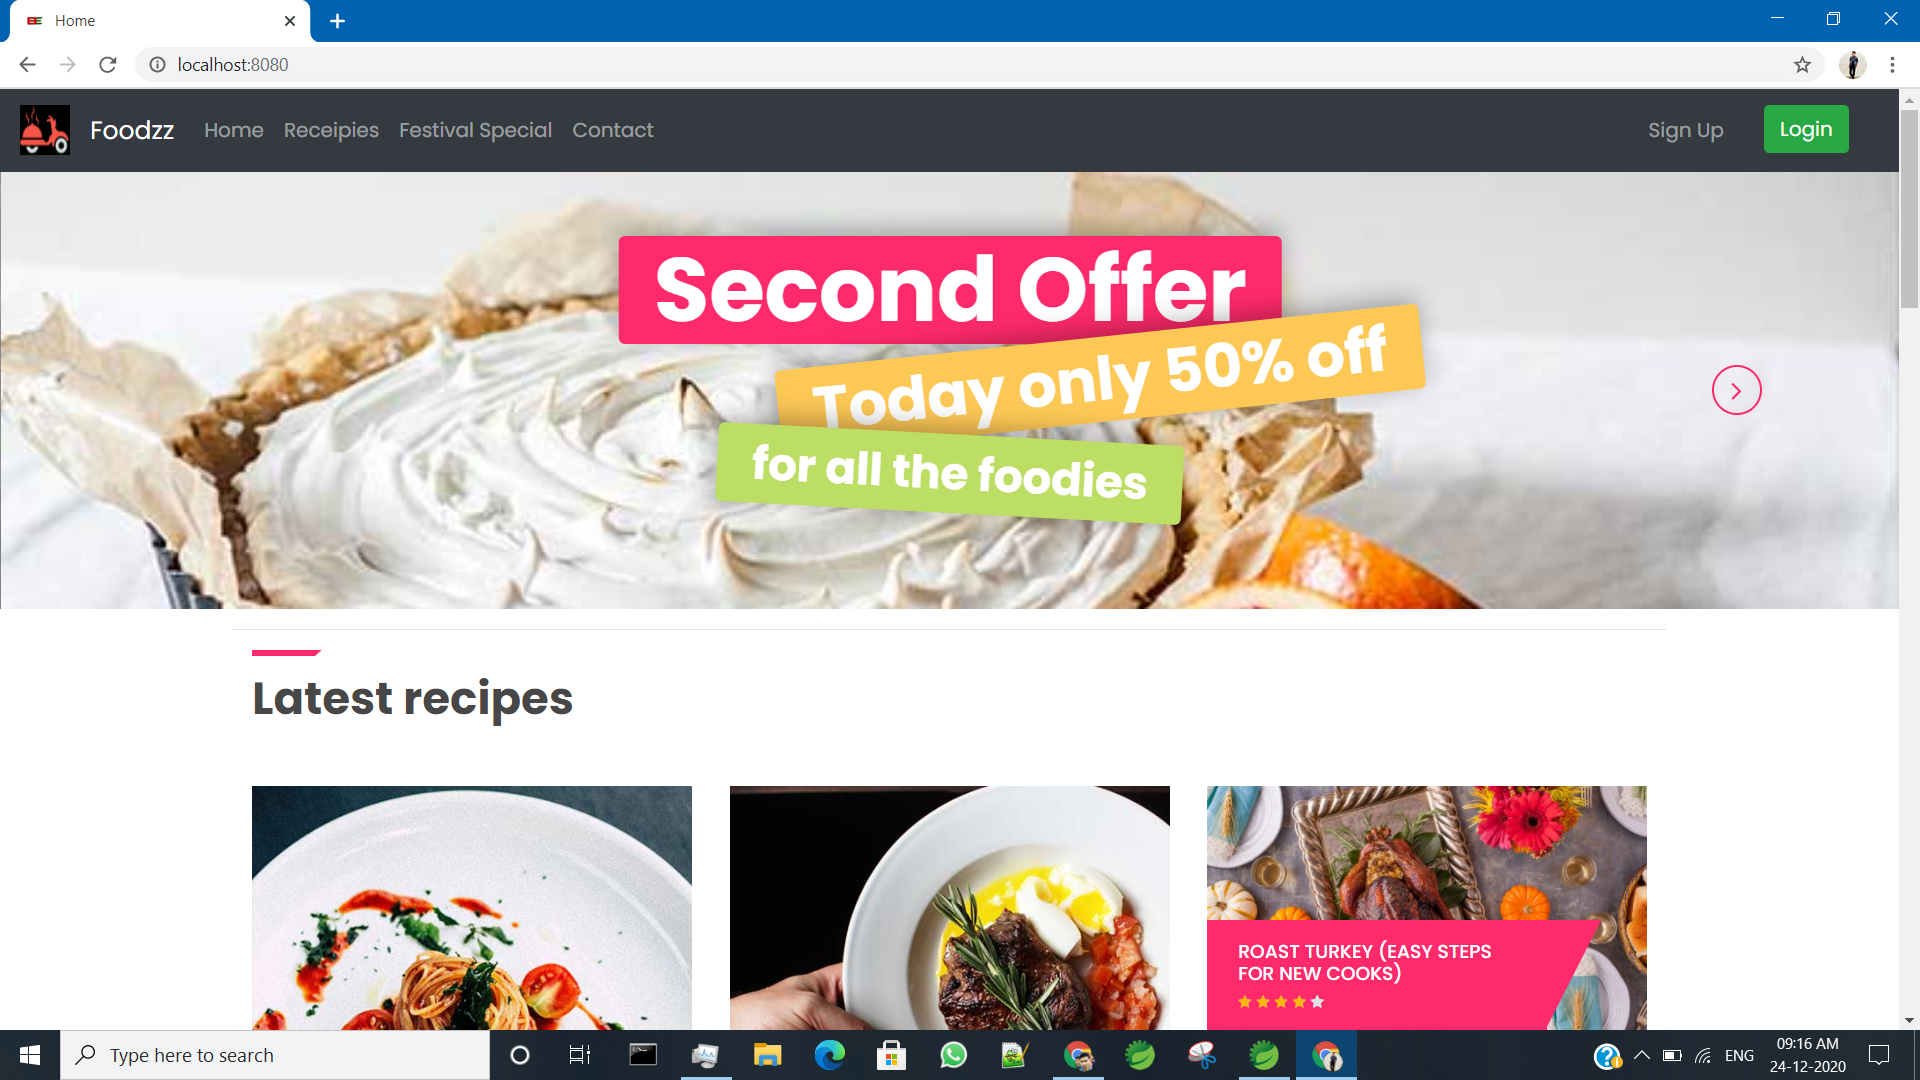 Home
localhost:8080
Foodzz Home Receipies Festival Special Contact Sign Up Login
Second Offer
Today only 50% off
for all the foodies
Latest recipes
ROAST TURKEY (EASY STEPS
FOR NEW COOKS)
Type here to search
ENG
09:16 AM
24-12-2020